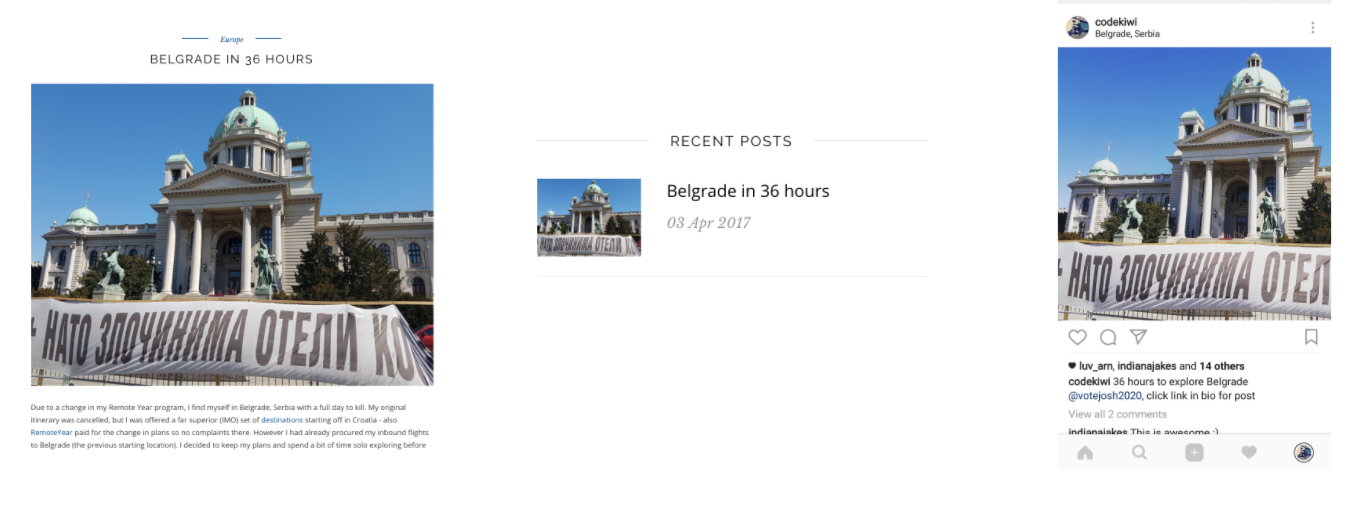 Europe
BELGRADE IN 36 HOURS
+ НАТО ЗЛОЧИНИМА ОТЕЛИ КО
Due to a change in my Remote Year program, I find myself in Belgrade, Serbia with a full day to kill. My original
itinerary was cancelled, but I was offered a far superior (IMO) set of destinations starting off in Croatia - also
RemoteYear paid for the change in plans so no complaints there. However I had already procured my inbound flights
to Belgrade (the previous starting location). I decided to keep my plans and spend a bit of time solo exploring before
RECENT POSTS
НАТО ЗЛОЧИНИМА ОТЕЛИ КО
Belgrade in 36 hours
03 Apr 2017
codekiwi
Belgrade, Serbia
+ НАТО ЗЛОЧИНИМА ОТЕЛ
luv_arn, indianajakes and 14 others
codekiwi 36 hours to explore Belgrade
@votejosh2020, click link in bio for post
View all 2 comments
indianajakes This is awesome :)